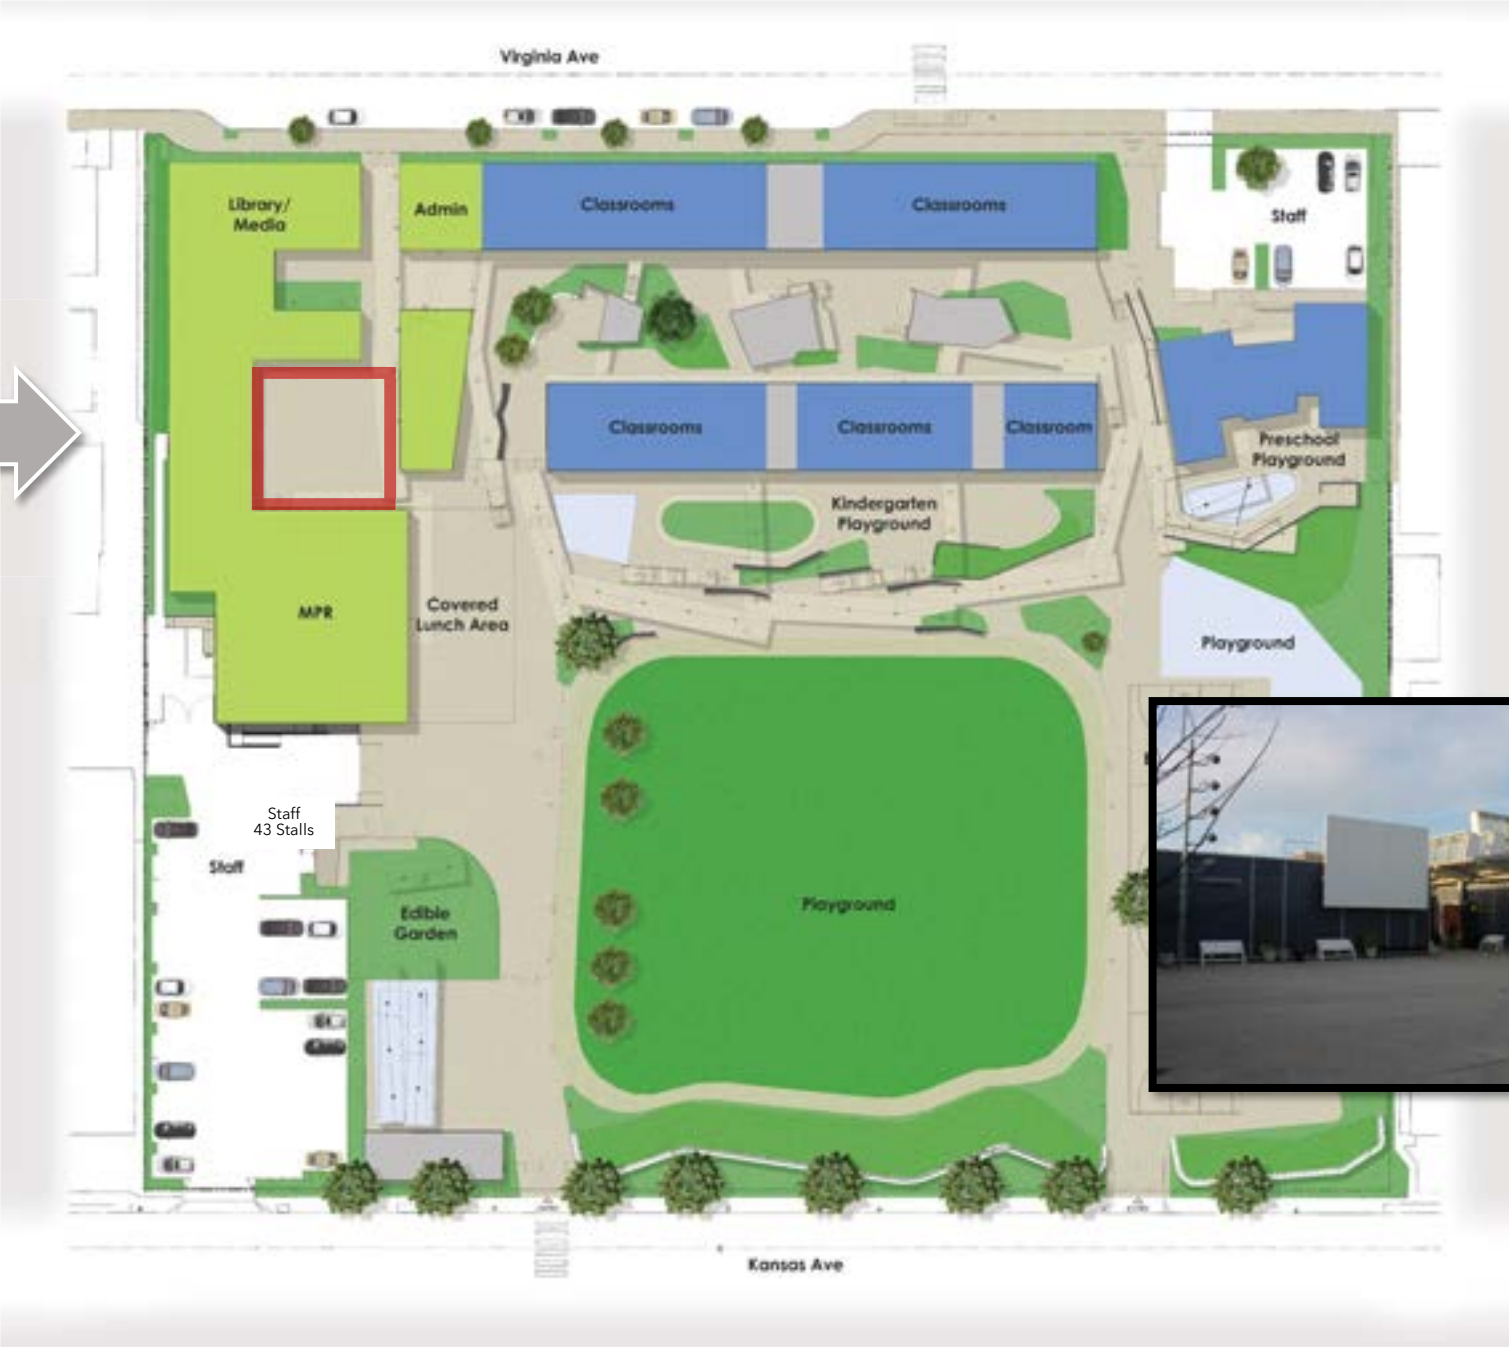 Virginia Ave
Library/
Media
Admin
Classrooms
Classrooms
Staff
Classrooms
Classrooms
Classroom
Preschool
Playground
Kindergarten
Playground
MPR
Covered
Lunch Area
Playground
Staff
43 Stalls
Staff
Edible
Garden
Playground
Kansas Ave